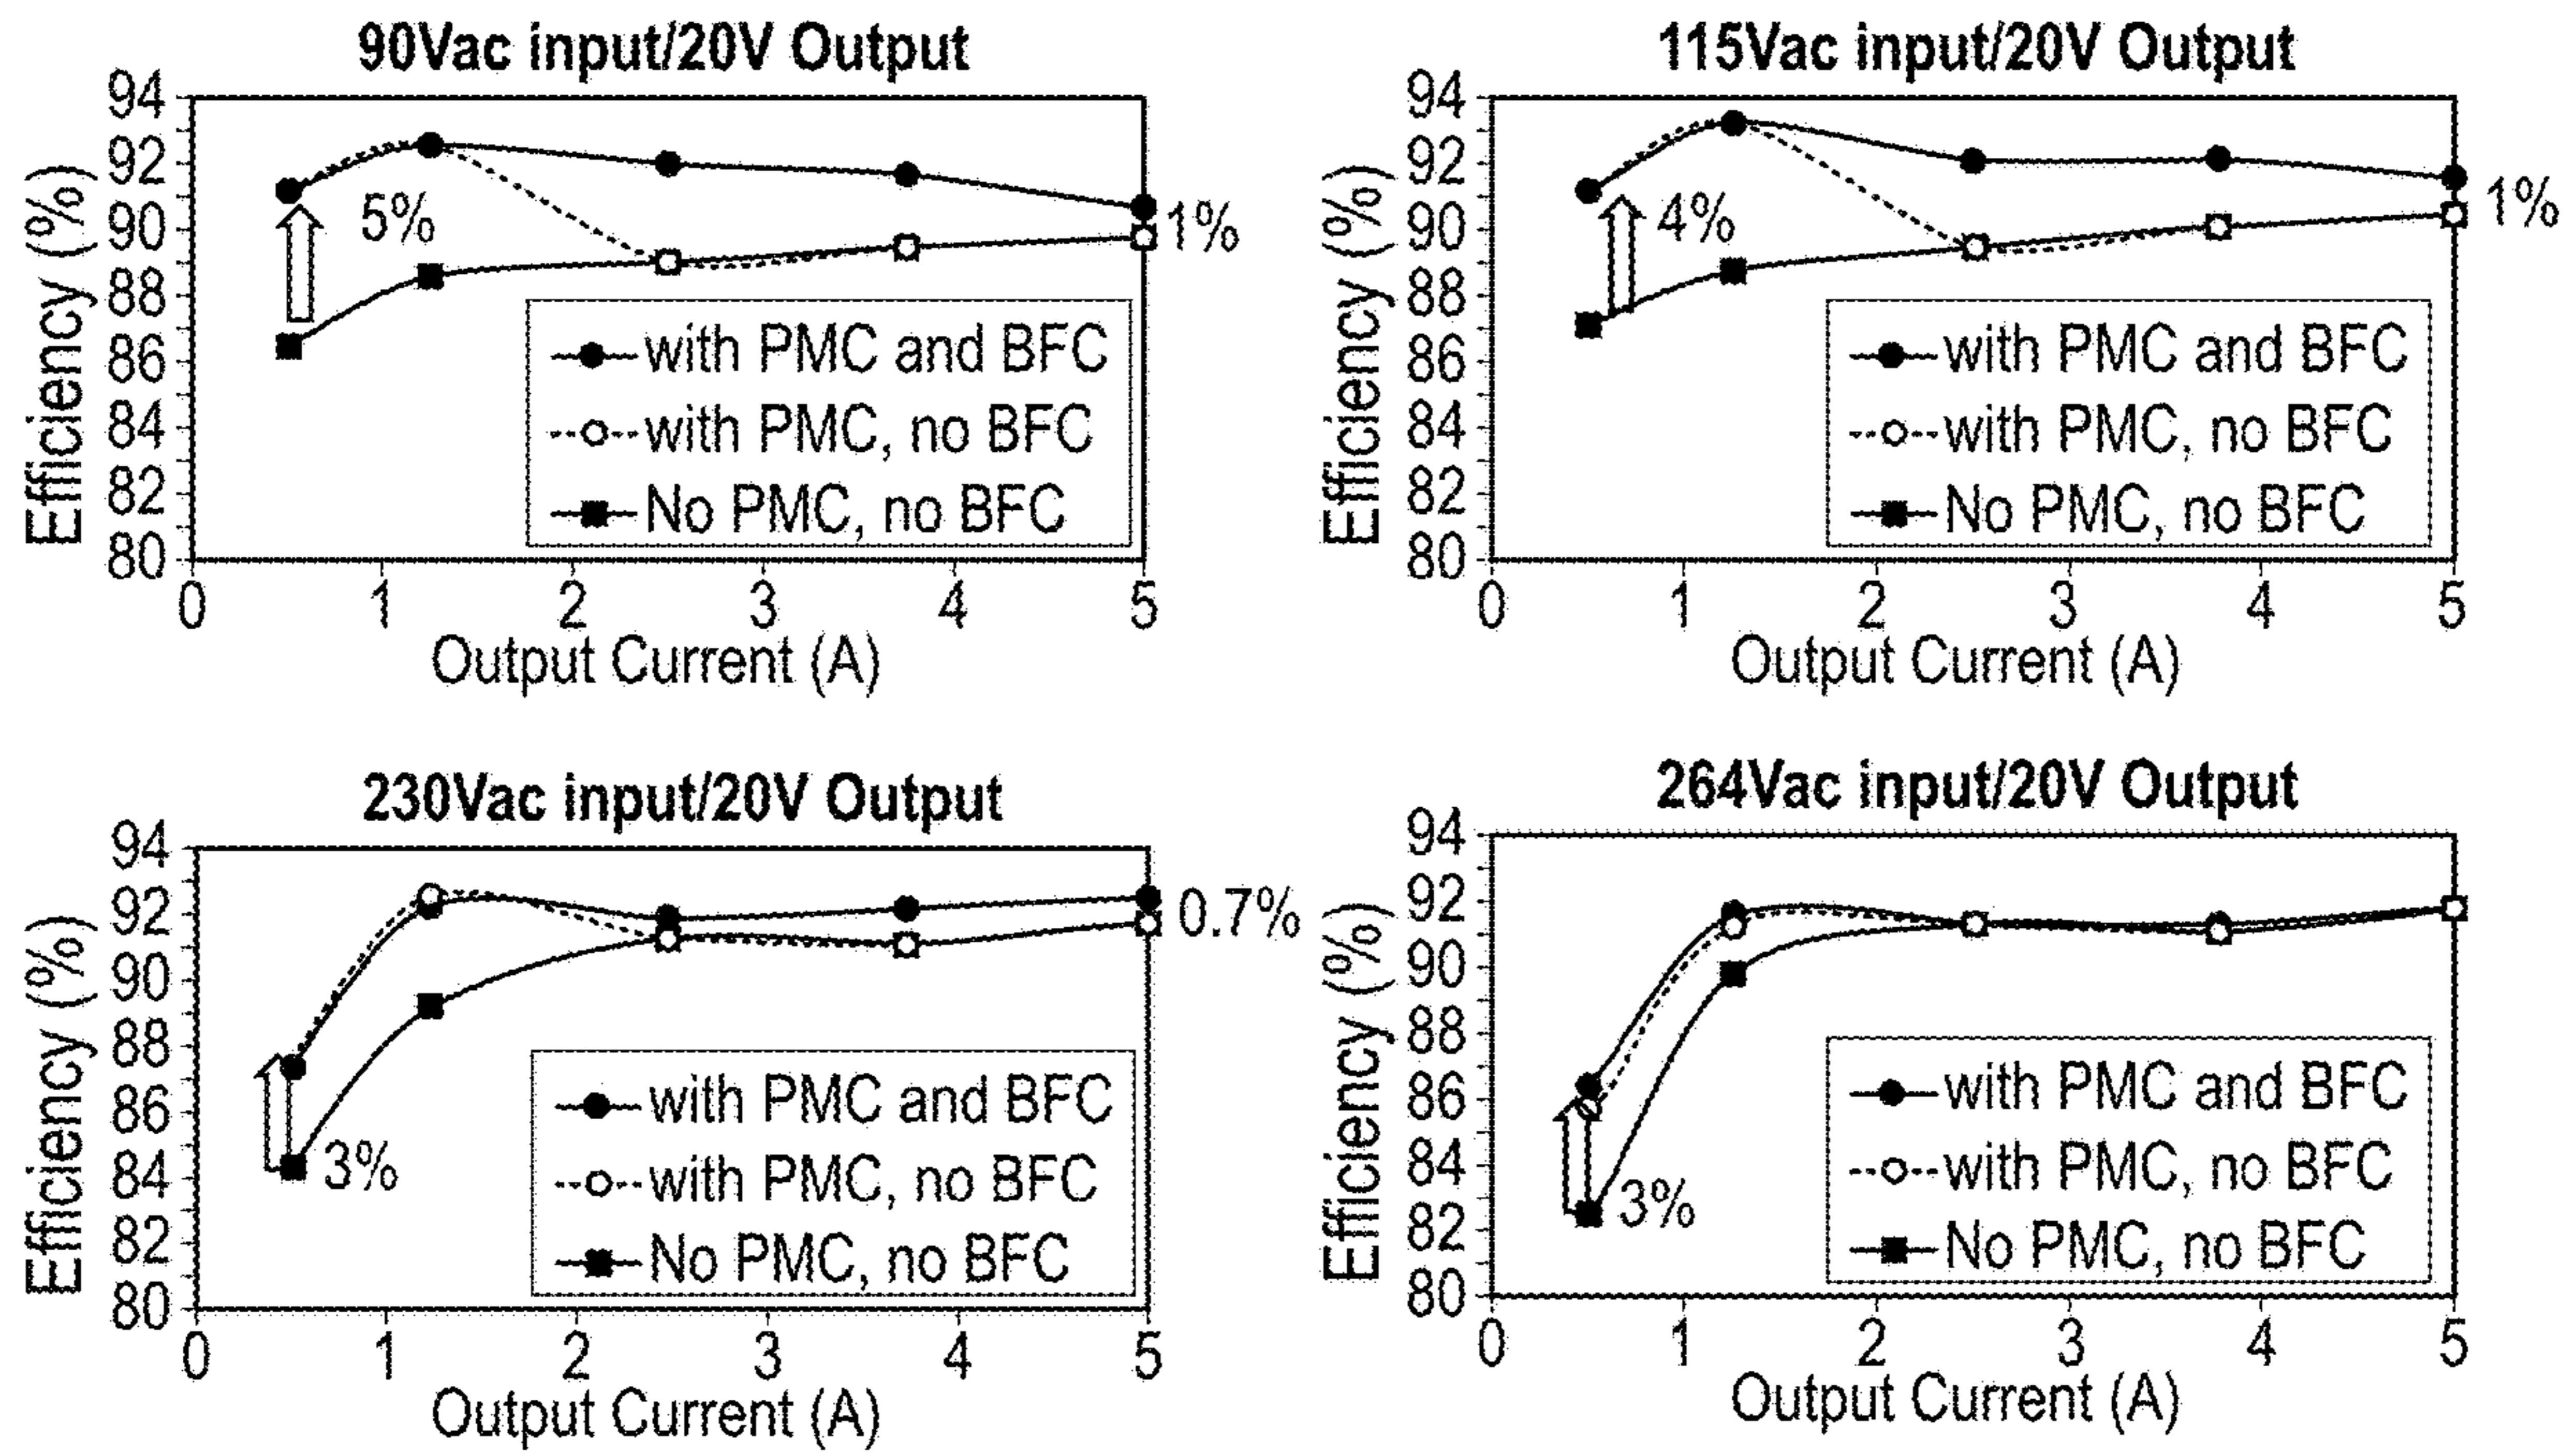 90Vac input/20V Output
94
92
90
88
86
84
82
80
Efficiency (%)
5%
1%
with PMC and BFC
with PMC, no BFC
No PMC, no BFC
0 1 2 3 4 5
Output Current (A)
115Vac input/20V Output
94
92
90
88
86
84
82
80
Efficiency (%)
4%
1%
with PMC and BFC
with PMC, no BFC
No PMC, no BFC
0 1 2 3 4 5
Output Current (A)
230Vac input/20V Output
94
92
90
88
86
84
82
80
Efficiency (%)
0.7%
3%
with PMC and BFC
with PMC, no BFC
No PMC, no BFC
0 1 2 3 4 5
Output Current (A)
264Vac input/20V Output
94
92
90
88
86
84
82
80
Efficiency (%)
3%
with PMC and BFC
with PMC, no BFC
No PMC, no BFC
0 1 2 3 4 5
Output Current (A)